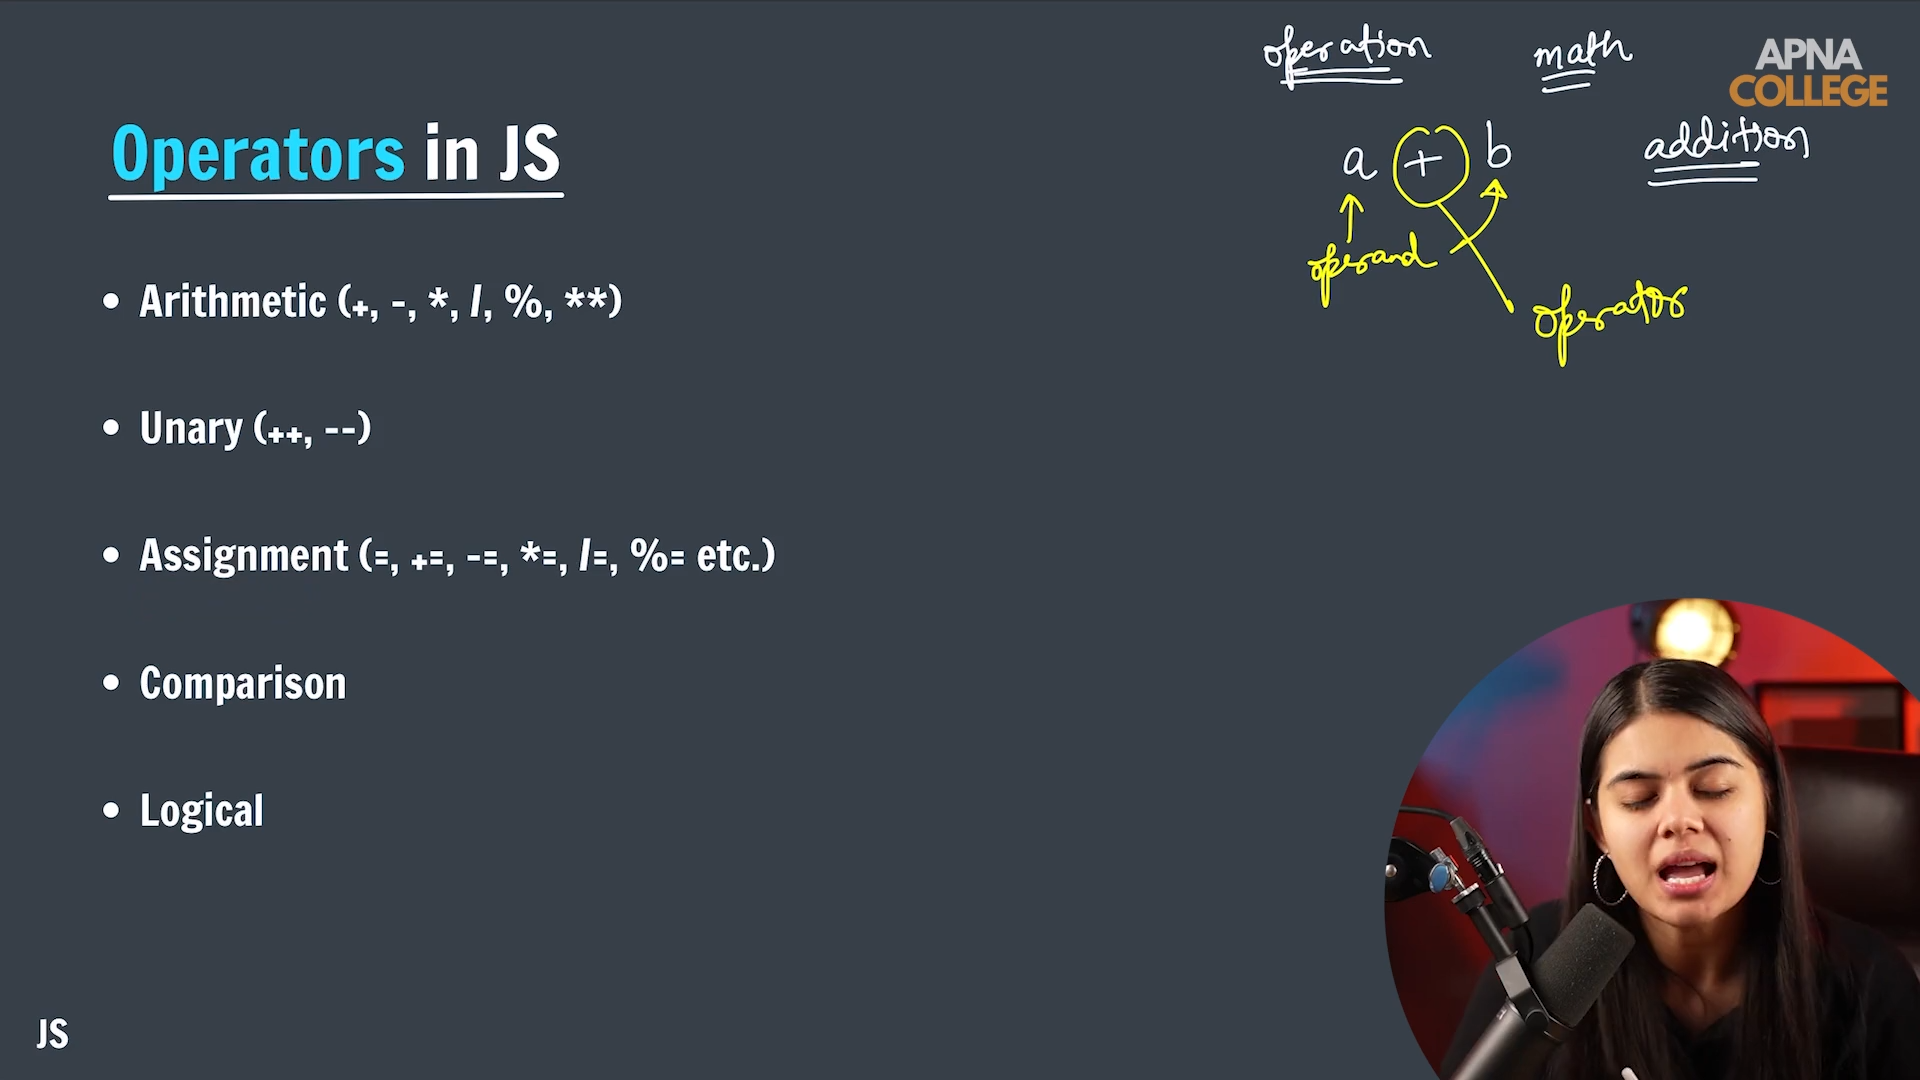 operation math
APNA
COLLEGE
Operators in JS
a + b
addition
operand
operator
• Arithmetic (+, -, *, /, %, **)
• Unary (++, --)
• Assignment (=, +=, -=, *=, /=, %= etc.)
• Comparison
• Logical
JS